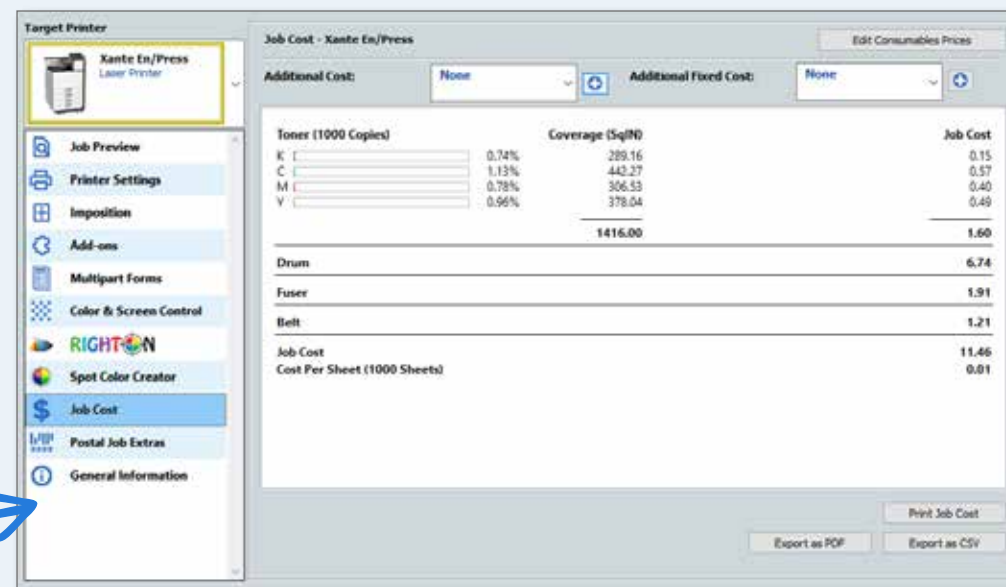 Target Printer
Xante En/Press
Laser Printer
Job Preview
Printer Settings
Imposition
Add-ons
Multipart Forms
Color & Screen Control
RIGHT-ON
Spot Color Creator
Job Cost
Postal Job Extras
General Information
Job Cost - Xante En/Press
Edit Consumables Prices
Additional Cost: None Additional Fixed Cost: None
Toner (1000 Copies) Coverage (SqIN) Job Cost
K 0.74% 289.16 0.15
C 1.13% 442.27 0.57
M 0.78% 306.53 0.40
Y 0.96% 378.04 0.49
1416.00 1.60
Drum 6.74
Fuser 1.91
Belt 1.21
Job Cost 11.46
Cost Per Sheet (1000 Sheets) 0.01
Print Job Cost
Export as PDF Export as CSV